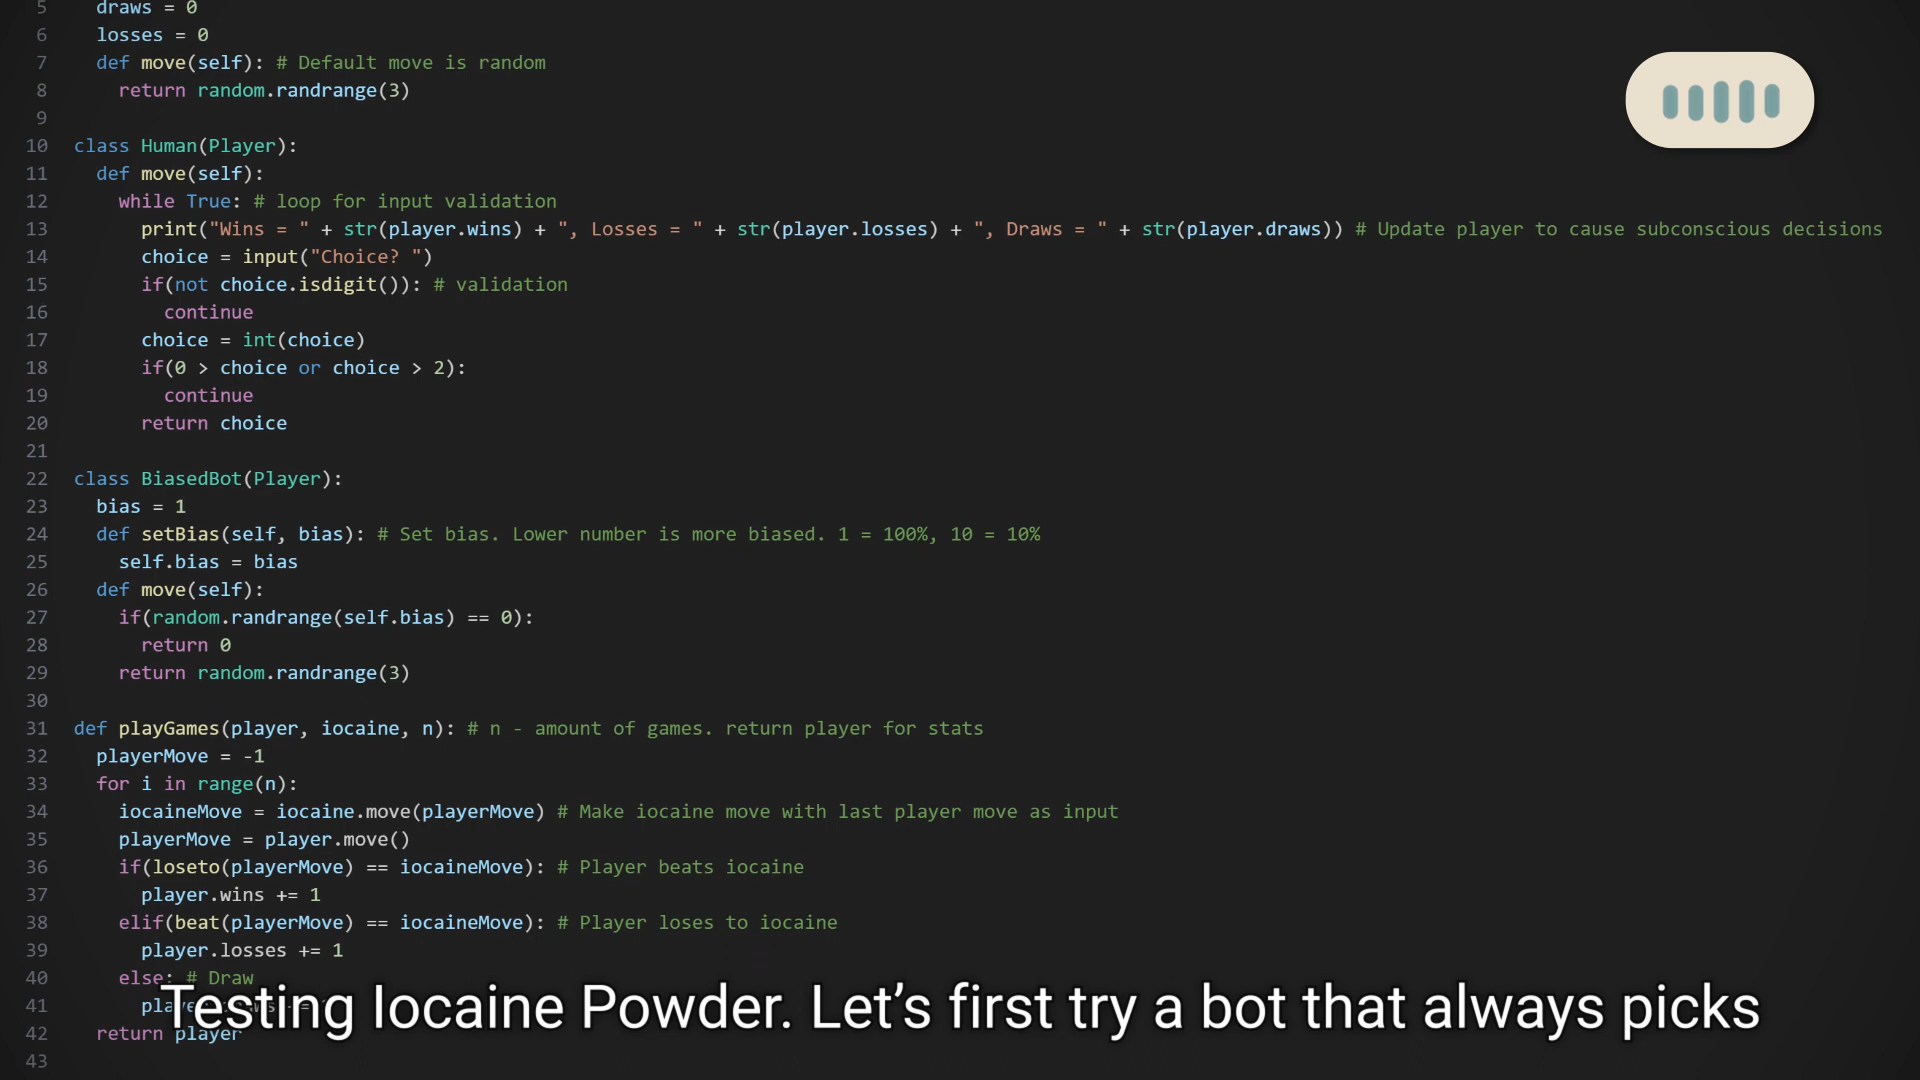 5 draws = 0
6 losses = 0
7 def move(self): # Default move is random
8 return random.randrange(3)
9
10 class Human(Player):
11 def move(self):
12 while True: # loop for input validation
13 print("Wins = " + str(player.wins) + ", Losses = " + str(player.losses) + ", Draws = " + str(player.draws)) # Update player to cause subconscious decisions
14 choice = input("Choice? ")
15 if(not choice.isdigit()): # validation
16 continue
17 choice = int(choice)
18 if(0 > choice or choice > 2):
19 continue
20 return choice
21
22 class BiasedBot(Player):
23 bias = 1
24 def setBias(self, bias): # Set bias. Lower number is more biased. 1 = 100%, 10 = 10%
25 self.bias = bias
26 def move(self):
27 if(random.randrange(self.bias) == 0):
28 return 0
29 return random.randrange(3)
30
31 def playGames(player, iocaine, n): # n - amount of games. return player for stats
32 playerMove = -1
33 for i in range(n):
34 iocaineMove = iocaine.move(playerMove) # Make iocaine move with last player move as input
35 playerMove = player.move()
36 if(loseto(playerMove) == iocaineMove): # Player beats iocaine
37 player.wins += 1
38 elif(beat(playerMove) == iocaineMove): # Player loses to iocaine
39 player.losses += 1
40 else: # Draw
41
Testing Iocaine Powder. Let's first try a bot that always picks
42 return player
43